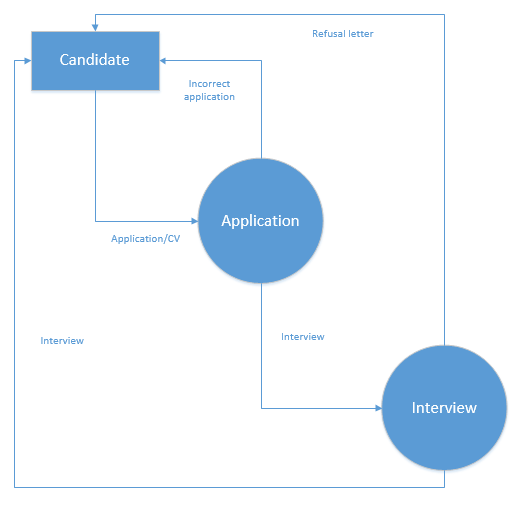 Refusal letter
Candidate
Incorrect
application
Application
Application/CV
Interview
Interview
Interview